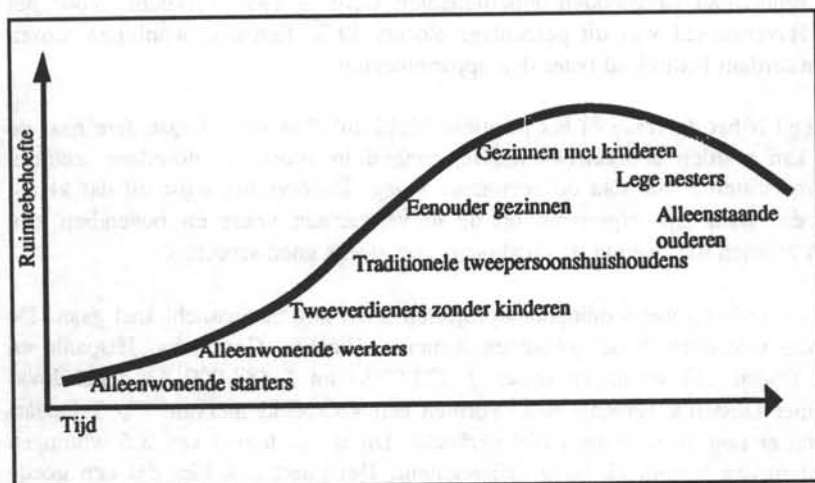 Ruimtebehoefte
Gezinnen met kinderen
Lege nesters
Eenouder gezinnen
Alleenstaande
ouderen
Traditionele tweepersoonshuishoudens
Tweeverdieners zonder kinderen
Alleenwonende werkers
Alleenwonende starters
Tijd